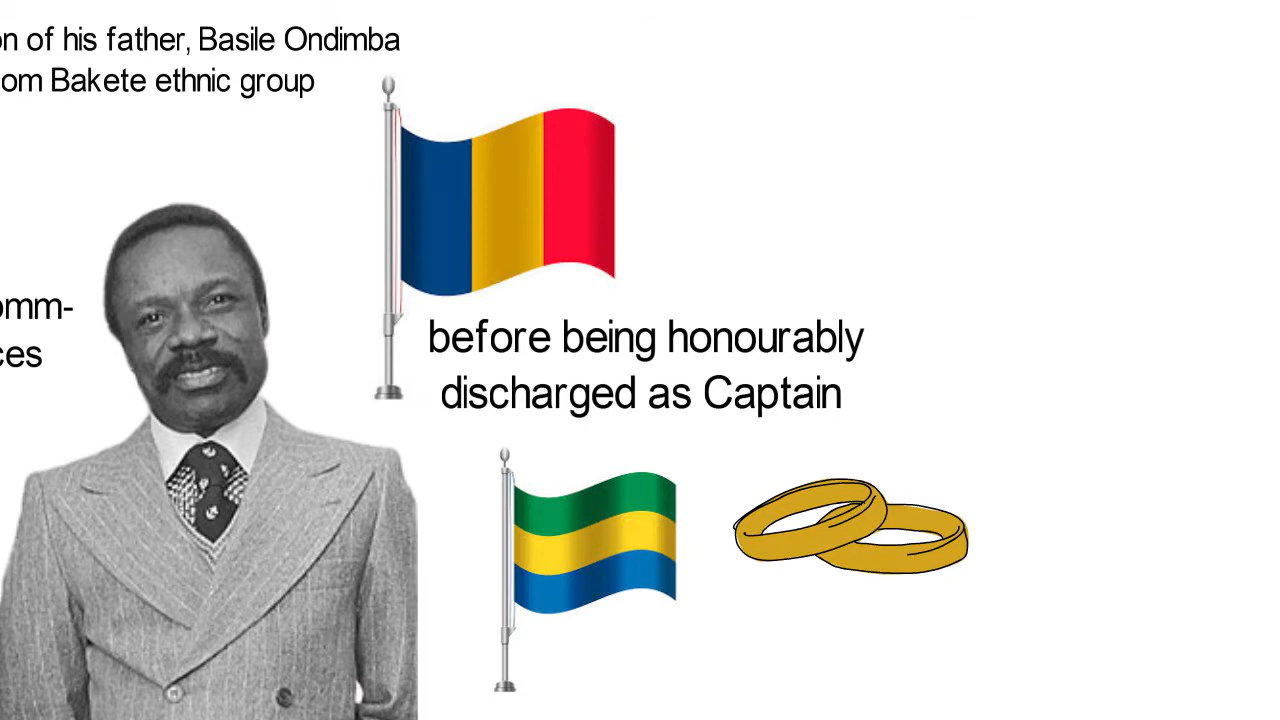 on of his father, Basile Ondimba
om Bakete ethnic group
omm-
ces
before being honourably
discharged as Captain